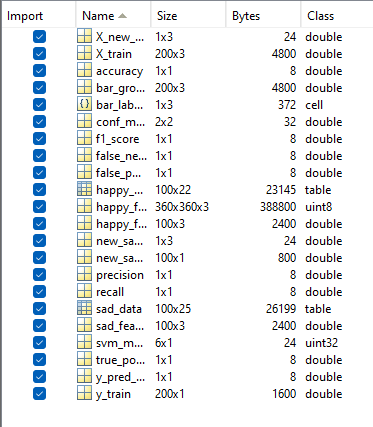 Import Name Size Bytes Class
X_new_... 1x3 24 double
X_train 200x3 4800 double
accuracy 1x1 8 double
bar_gro... 200x3 4800 double
bar_lab... 1x3 372 cell
conf_m... 2x2 32 double
f1_score 1x1 8 double
false_ne... 1x1 8 double
false_p... 1x1 8 double
happy_... 100x22 23145 table
happy_f... 360x360x3 388800 uint8
happy_f... 100x3 2400 double
new_sa... 1x3 24 double
new_sa... 100x1 800 double
precision 1x1 8 double
recall 1x1 8 double
sad_data 100x25 26199 table
sad_fea... 100x3 2400 double
svm_m... 6x1 24 uint32
true_po... 1x1 8 double
y_pred_... 1x1 8 double
y_train 200x1 1600 double